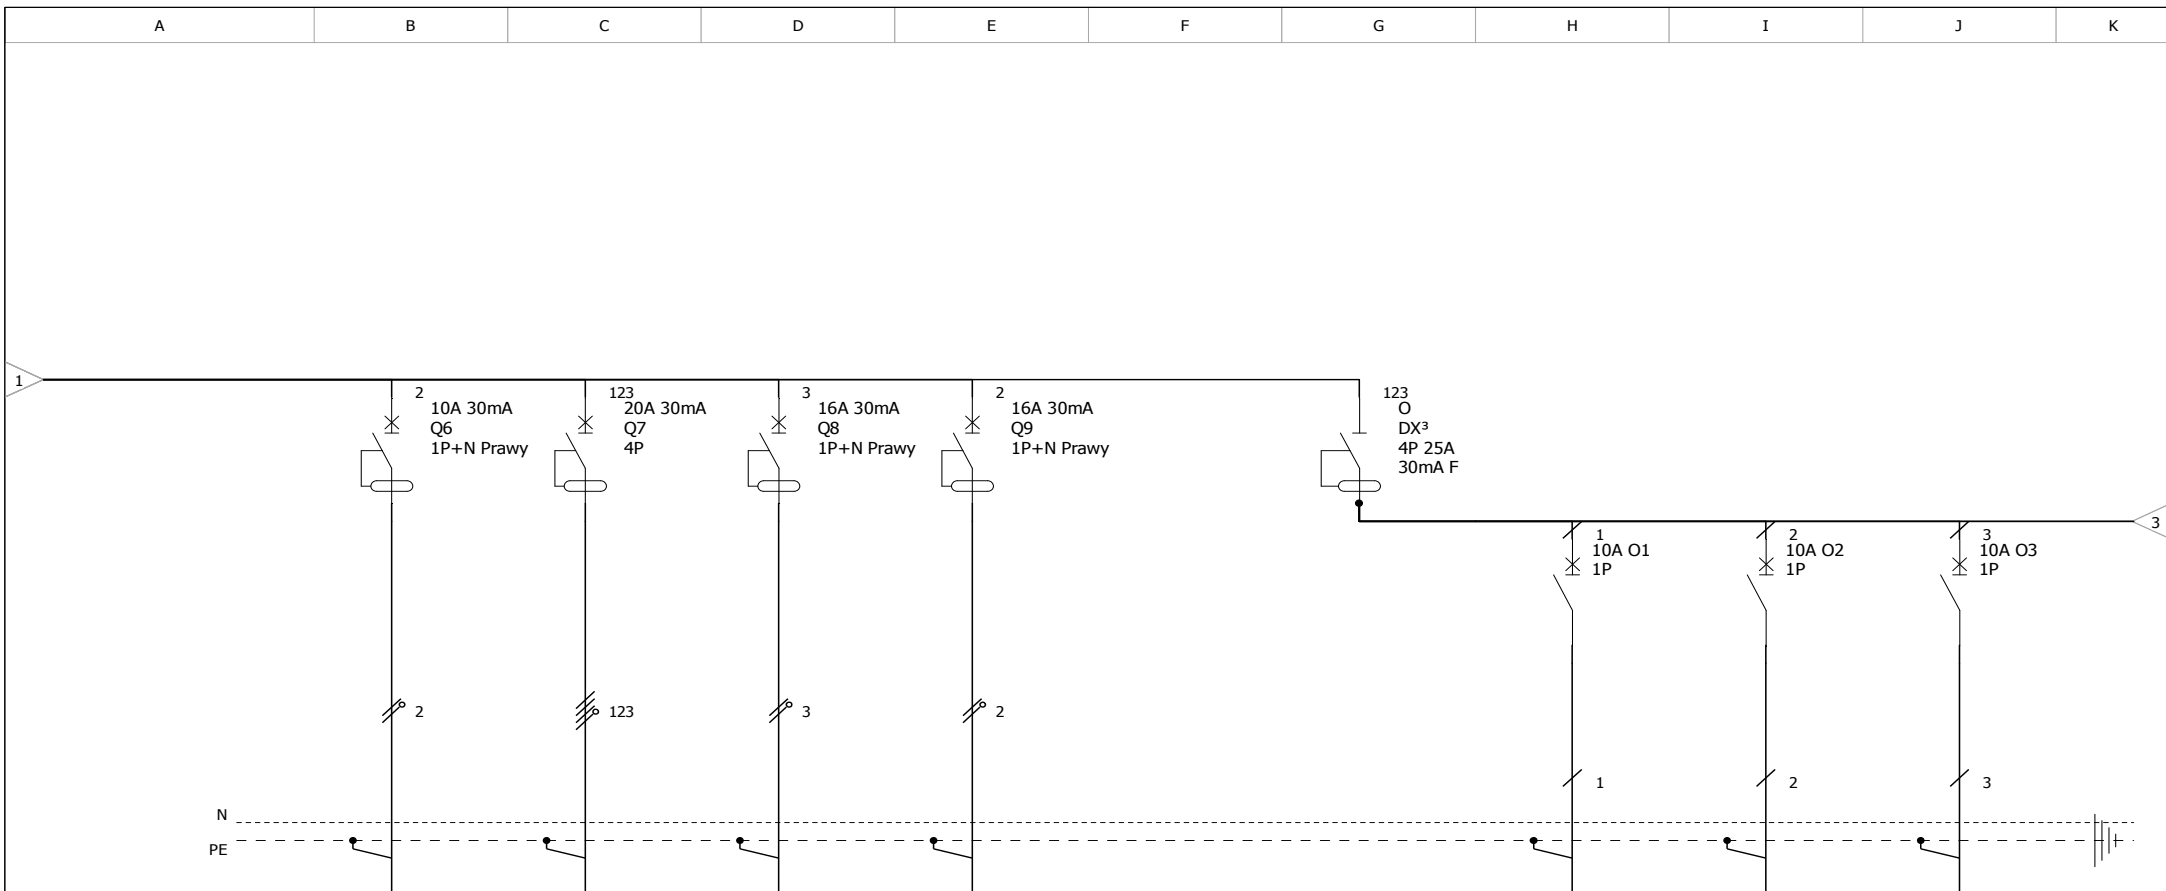 A B C D E F G H I J K
1
2
10A 30mA
Q6
1P+N Prawy
123
20A 30mA
Q7
4P
3
16A 30mA
Q8
1P+N Prawy
2
16A 30mA
Q9
1P+N Prawy
123
O
DX³
4P 25A
30mA F
3
1
10A O1
1P
2
10A O2
1P
3
10A O3
1P
2 123 3 2
1 2 3
N
PE